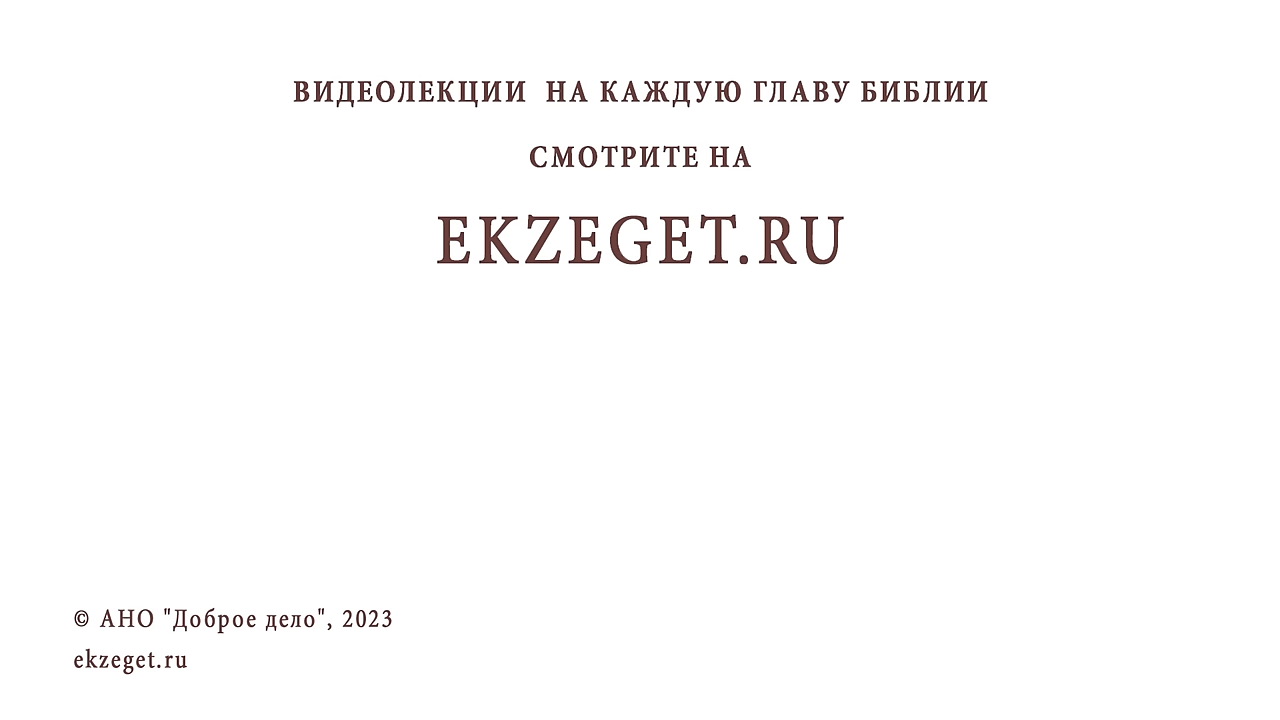 ВИДЕОЛЕКЦИИ НА КАЖДУЮ ГЛАВУ БИБЛИИ
СМОТРИТЕ НА
EKZEGET.RU
© АНО "Доброе дело", 2023
ekzeget.ru